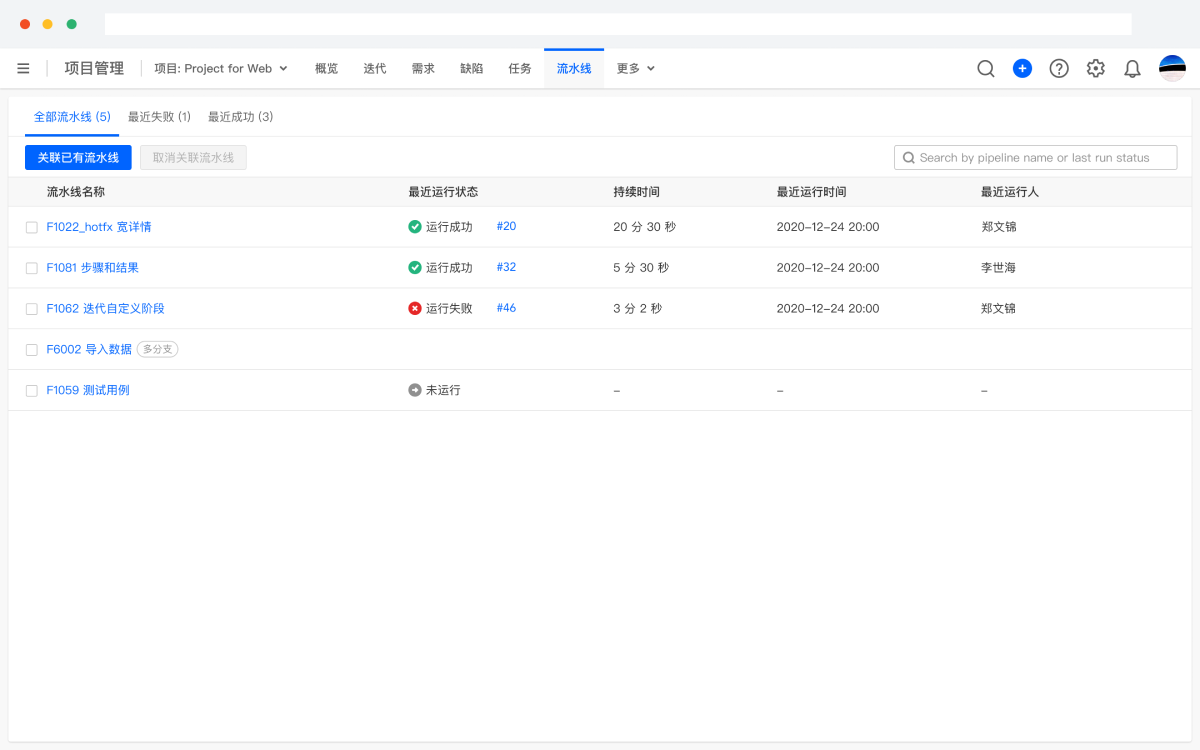 项目管理 项目: Project for Web 概览 迭代 需求 缺陷 任务 流水线 更多
全部流水线 (5) 最近失败 (1) 最近成功 (3)
关联已有流水线 取消关联流水线 Search by pipeline name or last run status
流水线名称 最近运行状态 持续时间 最近运行时间 最近运行人
F1022_hotfx 宽详情 运行成功 #20 20 分 30 秒 2020-12-24 20:00 郑文锦
F1081 步骤和结果 运行成功 #32 5 分 30 秒 2020-12-24 20:00 李世海
F1062 迭代自定义阶段 运行失败 #46 3 分 2 秒 2020-12-24 20:00 郑文锦
F6002 导入数据 多分支
F1059 测试用例 未运行 – – –